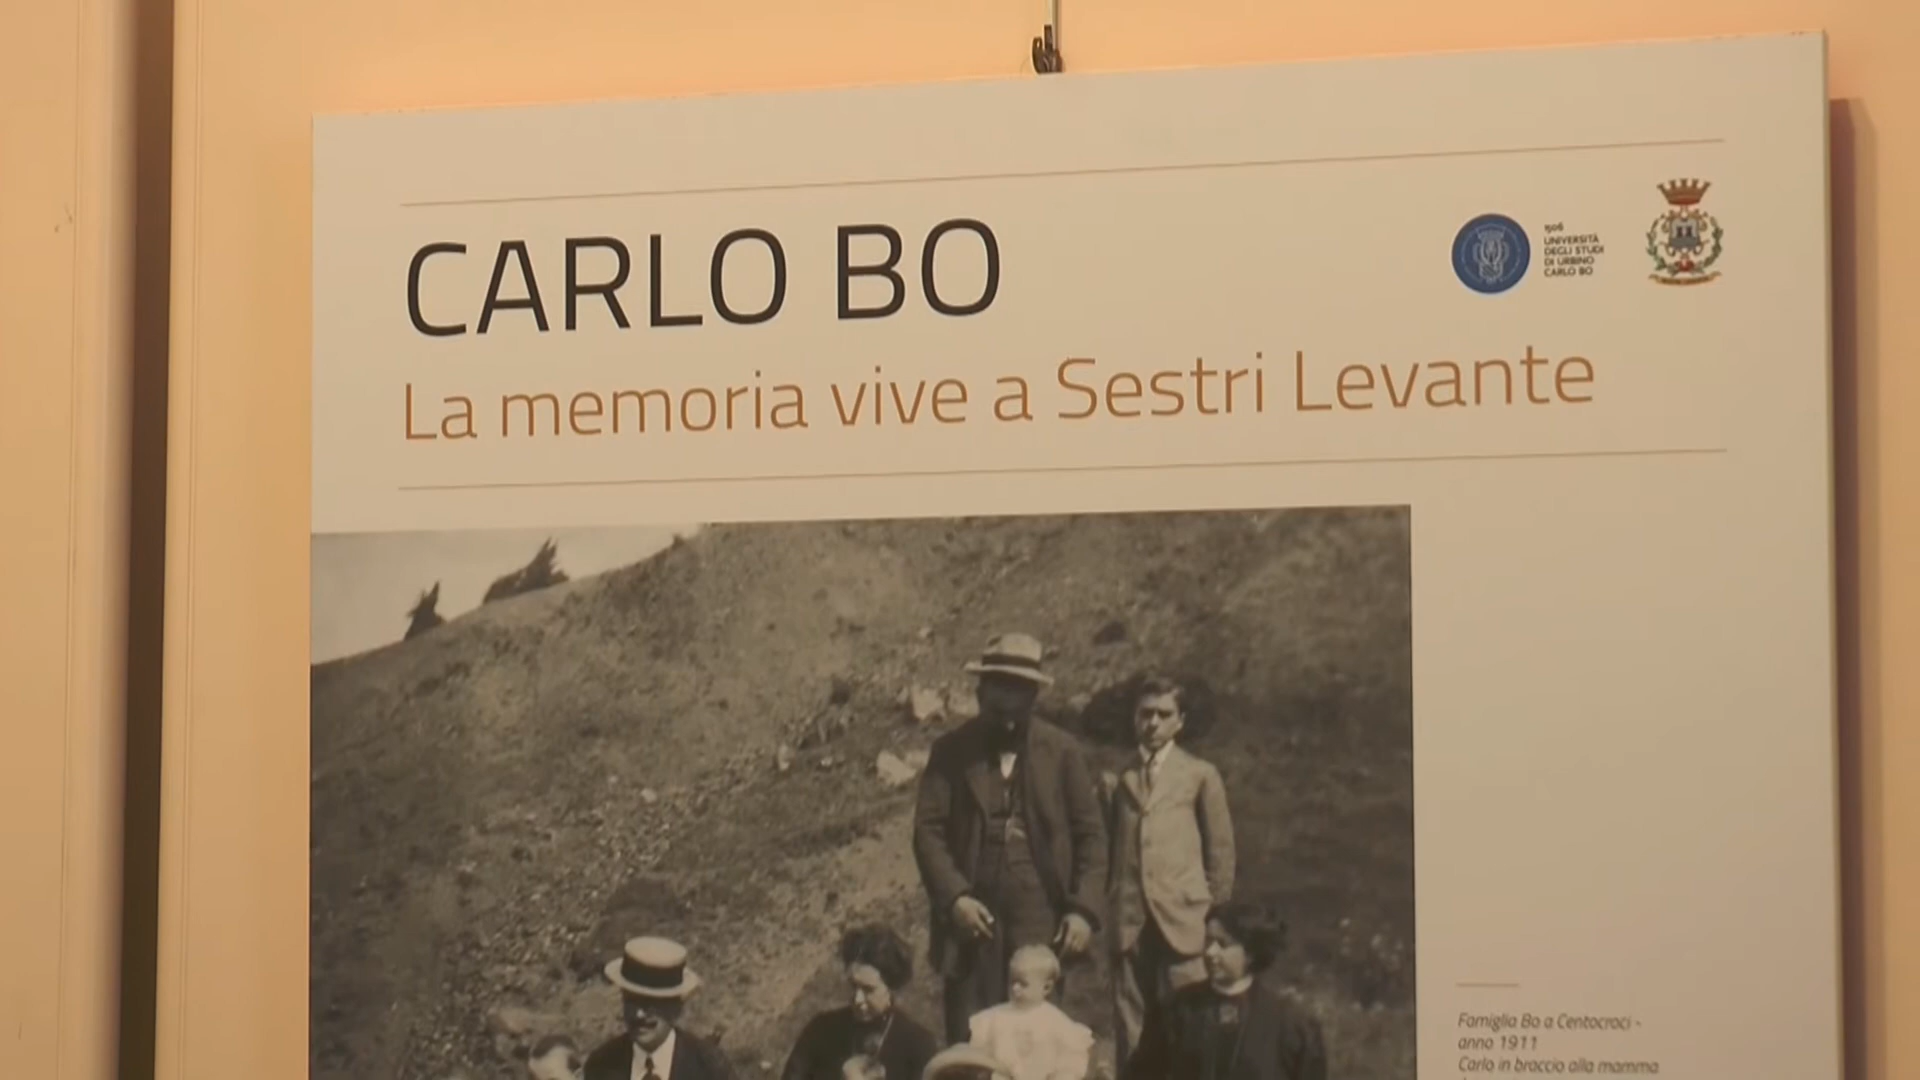 CARLO BO
La memoria vive a Sestri Levante
1506
UNIVERSITÀ
DEGLI STUDI
DI URBINO
CARLO BO
Famiglia Bo a Centocroci -
anno 1911
Carlo in braccio alla mamma